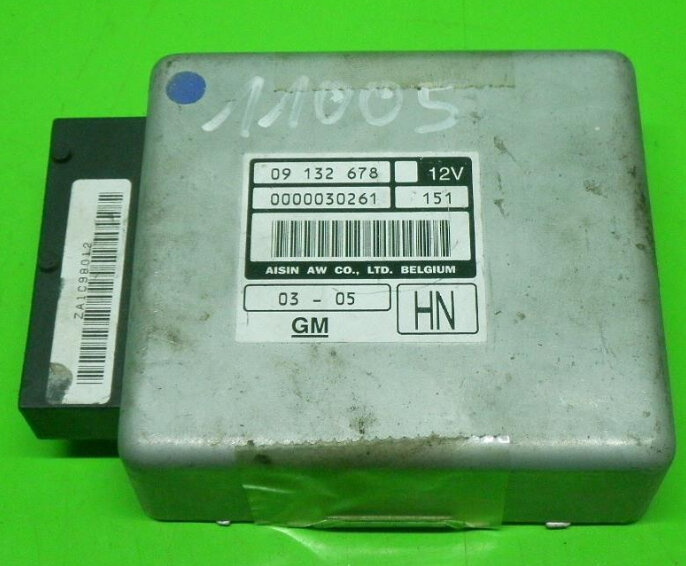 11005
09 132 678 12V
0000030261 151
AISIN AW CO., LTD. BELGIUM
03 - 05
GM
HN
ZA1C98012